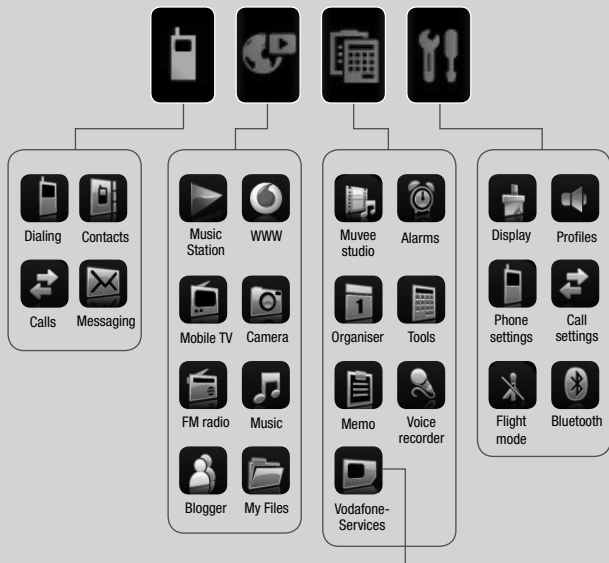 Dialing
Contacts
Calls
Messaging
Music
Station
WWW
Mobile TV
Camera
FM radio
Music
Blogger
My Files
Muvee
studio
Alarms
1
Organiser
Tools
Memo
Voice
recorder
Vodafone-
Services
Display
Profiles
Phone
settings
Call
settings
Flight
mode
Bluetooth